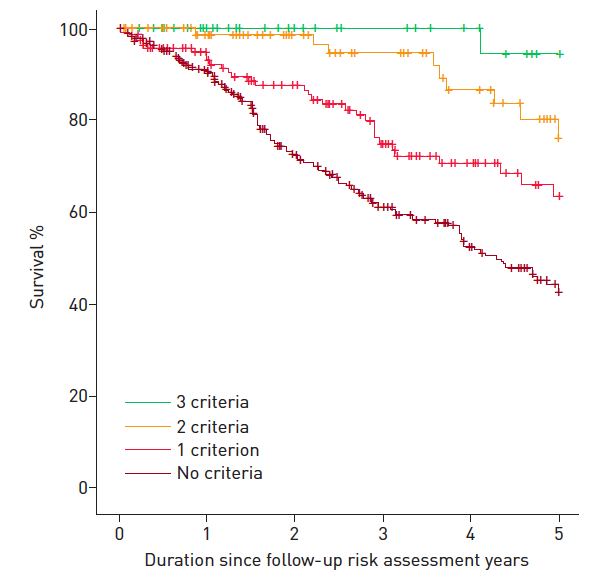 100
80
60
40
20
0
Survival %
3 criteria
2 criteria
1 criterion
No criteria
0 1 2 3 4 5
Duration since follow-up risk assessment years